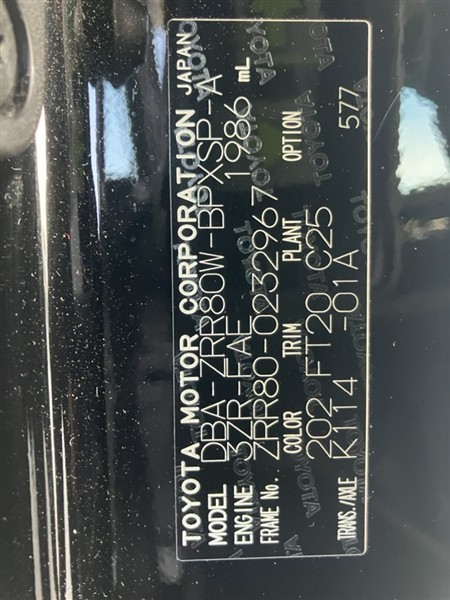 TOYOTA MOTOR CORPORATION JAPAN
MODEL DBA-ZRR80W-BPXSP-A
ENGINE 3ZR-FAE 1986 mL
FRAME No. ZRR80-0232967
COLOR TRIM PLANT OPTION
202 FT20 C25 577
TRANS./AXLE K114 -01A